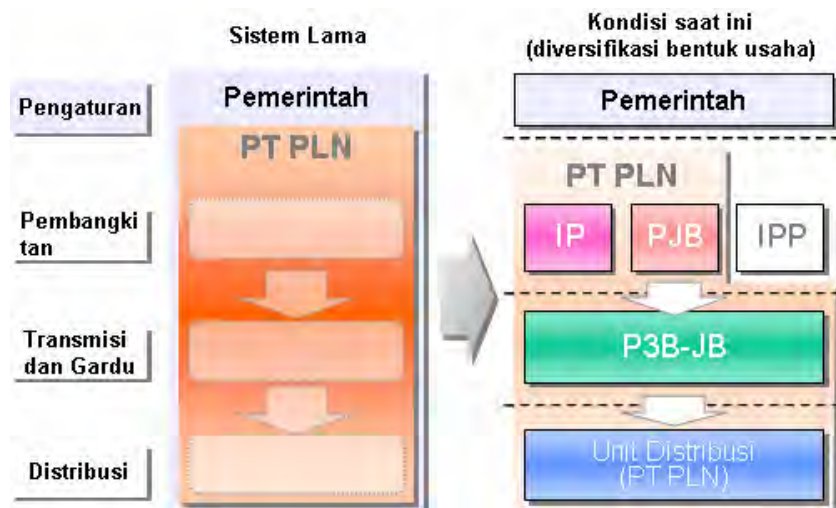 Sistem Lama
Kondisi saat ini
(diversifikasi bentuk usaha)
Pengaturan
Pemerintah
Pemerintah
PT PLN
PT PLN
Pembangki
tan
IP
PJB
IPP
Transmisi
dan Gardu
P3B-JB
Distribusi
Unit Distribusi
(PT PLN)